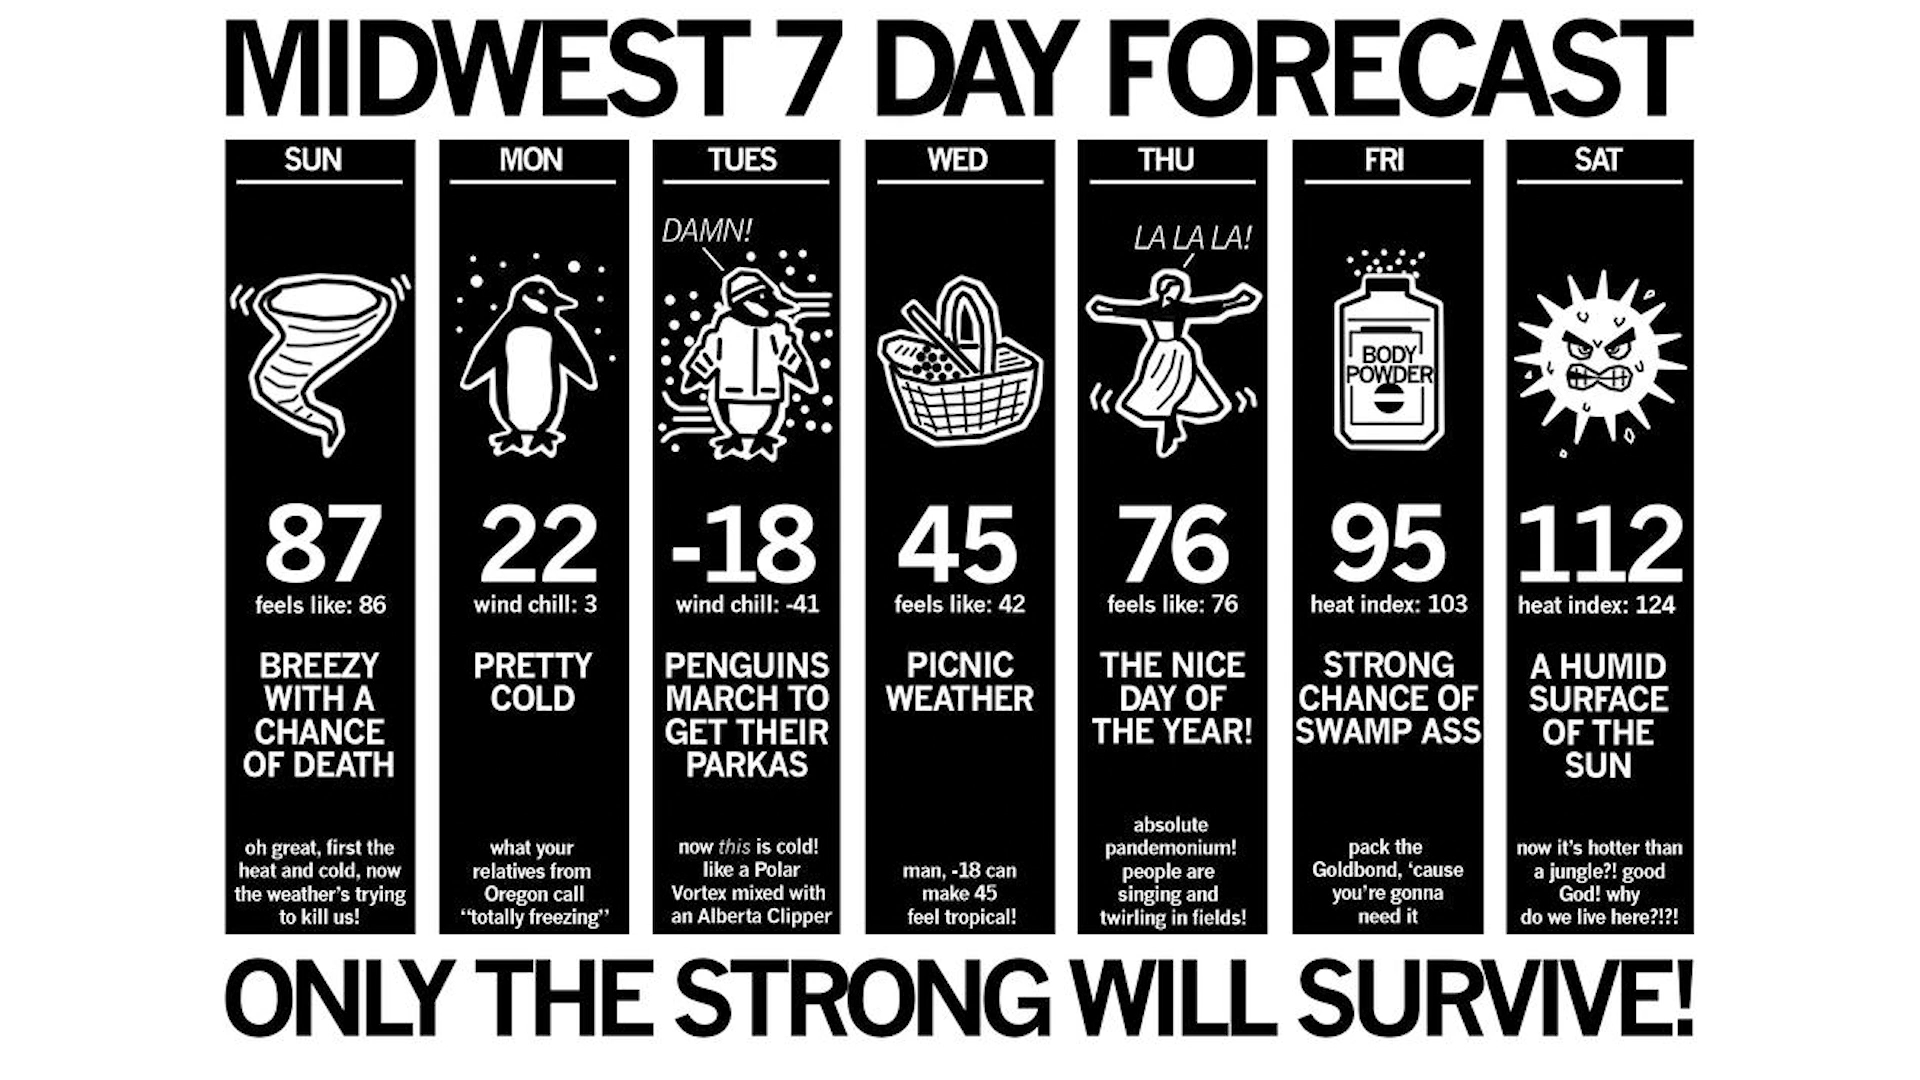 MIDWEST 7 DAY FORECAST
SUN
87
feels like: 86
BREEZY
WITH A
CHANCE
OF DEATH
oh great, first the
heat and cold, now
the weather's trying
to kill us!
MON
22
wind chill: 3
PRETTY
COLD
what your
relatives from
Oregon call
“totally freezing”
TUES
DAMN!
-18
wind chill: -41
PENGUINS
MARCH TO
GET THEIR
PARKAS
now this is cold!
like a Polar
Vortex mixed with
an Alberta Clipper
WED
45
feels like: 42
PICNIC
WEATHER
man, -18 can
make 45
feel tropical!
THU
LA LA LA!
76
feels like: 76
THE NICE
DAY OF
THE YEAR!
absolute
pandemonium!
people are
singing and
twirling in fields!
FRI
BODY
POWDER
95
heat index: 103
STRONG
CHANCE OF
SWAMP ASS
pack the
Goldbond, ‘cause
you're gonna
need it
SAT
112
heat index: 124
A HUMID
SURFACE
OF THE
SUN
now it's hotter than
a jungle?! good
God! why
do we live here?!?!
ONLY THE STRONG WILL SURVIVE!